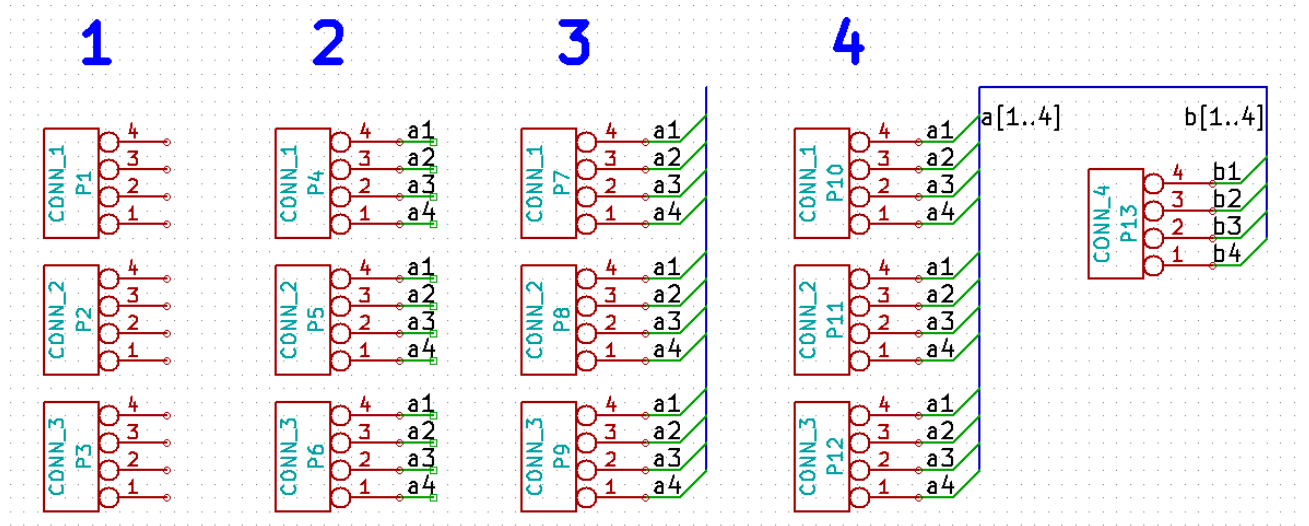 1 2 3 4
a[1..4] b[1..4]
CONN_1 P1 4 3 2 1
CONN_2 P2 4 3 2 1
CONN_3 P3 4 3 2 1
CONN_1 P4 4 a1 3 a2 2 a3 1 a4
CONN_2 P5 4 a1 3 a2 2 a3 1 a4
CONN_3 P6 4 a1 3 a2 2 a3 1 a4
CONN_1 P7 4 a1 3 a2 2 a3 1 a4
CONN_2 P8 4 a1 3 a2 2 a3 1 a4
CONN_3 P9 4 a1 3 a2 2 a3 1 a4
CONN_1 P10 4 a1 3 a2 2 a3 1 a4
CONN_2 P11 4 a1 3 a2 2 a3 1 a4
CONN_3 P12 4 a1 3 a2 2 a3 1 a4
CONN_4 P13 4 b1 3 b2 2 b3 1 b4